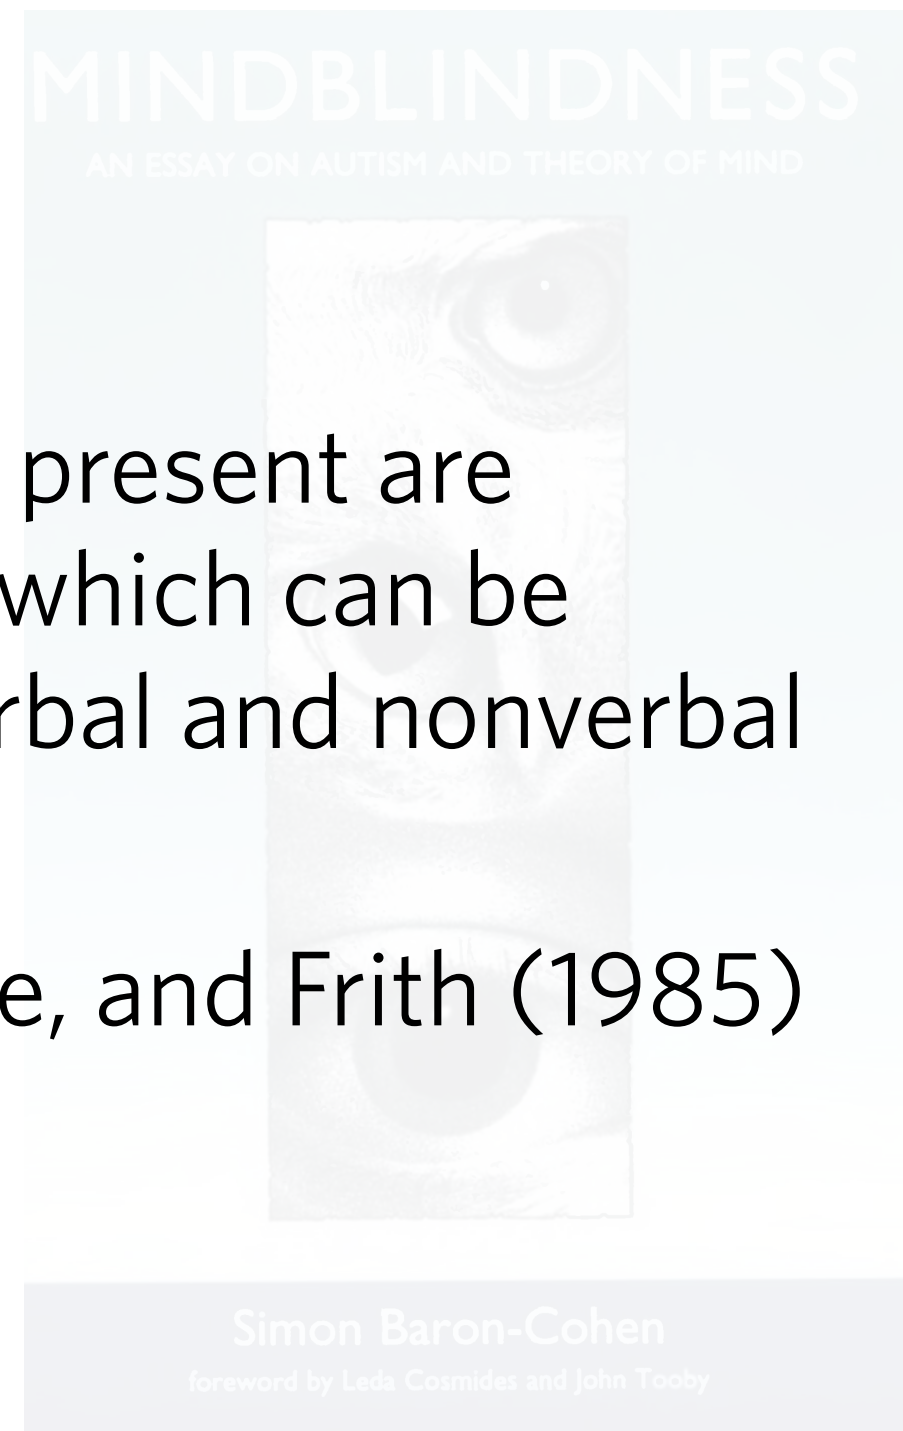 MINDBLINDNESS
AN ESSAY ON AUTISM AND THEORY OF MIND
present are
which can be
rbal and nonverbal
e, and Frith (1985)
Simon Baron-Cohen
foreword by Leda Cosmides and John Tooby